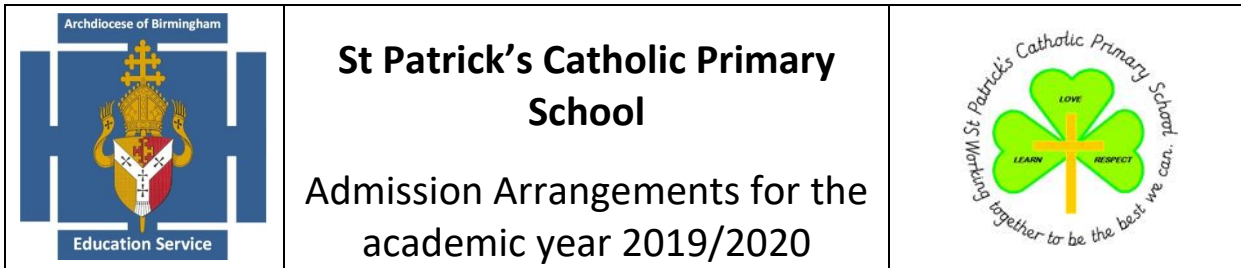 Archdiocese of Birmingham
Education Service
St Patrick’s Catholic Primary
School
Admission Arrangements for the
academic year 2019/2020
St Patrick's Catholic Primary School
Working together to be the best we can.
LOVE
LEARN
RESPECT